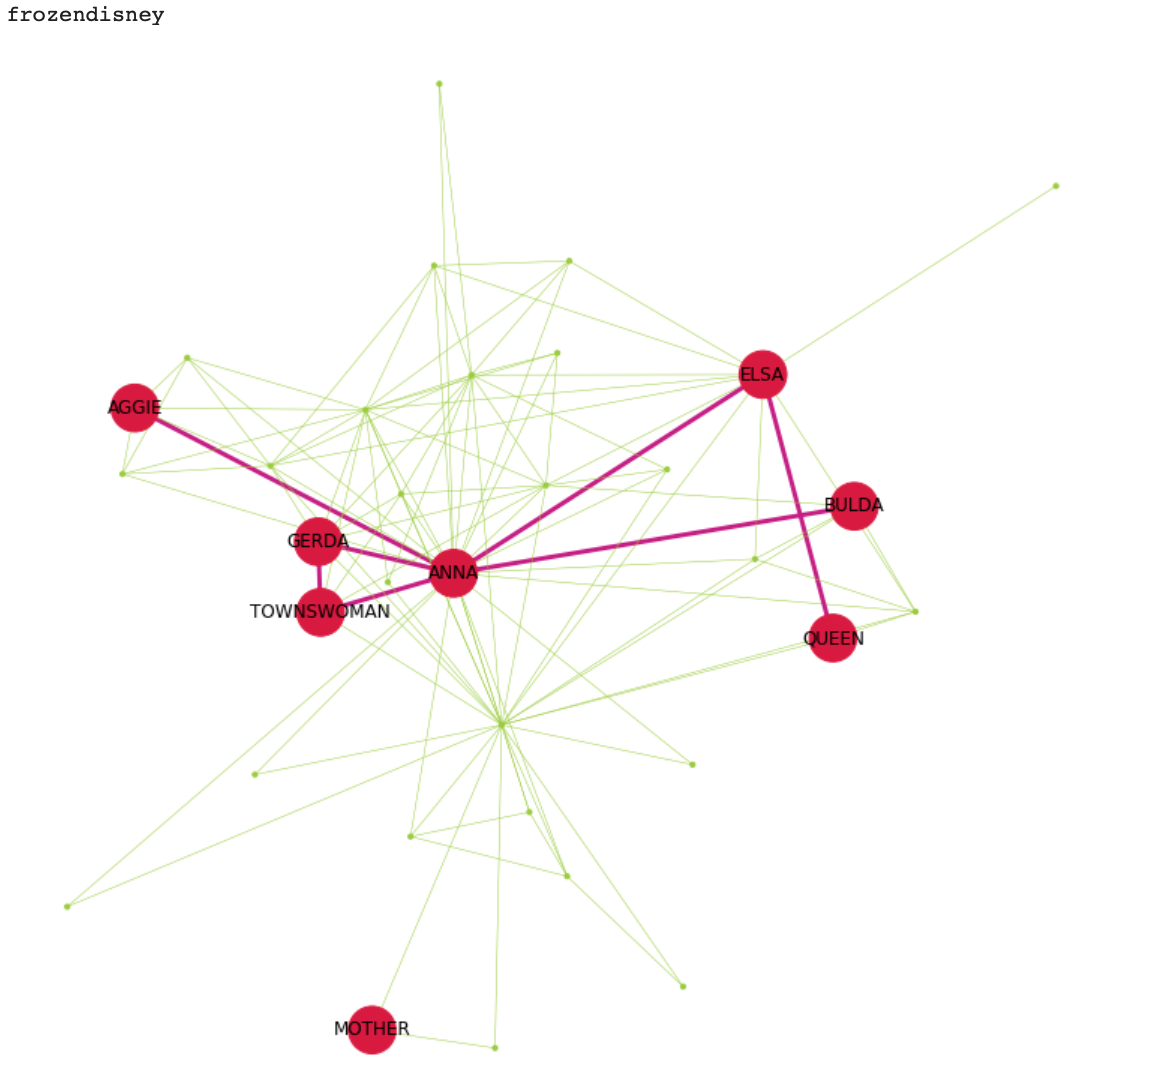 frozendisney
ELSA
AGGIE
BULDA
GERDA
ANNA
TOWNSWOMAN
QUEEN
MOTHER